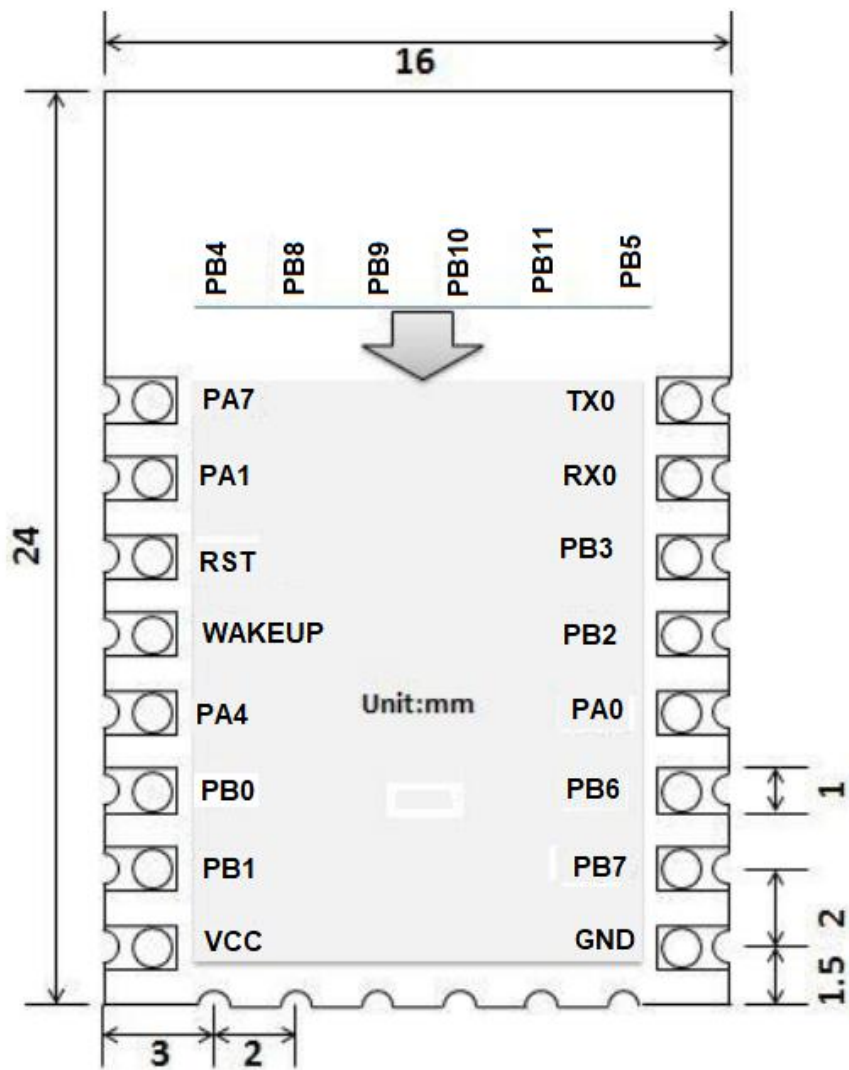 16
PB4 PB8 PB9 PB10 PB11 PB5
PA7 TX0
PA1 RX0
RST PB3
24
WAKEUP PB2
PA4 Unit:mm PA0
PB0 PB6 1
PB1 PB7
2
VCC GND
1.5
3 2